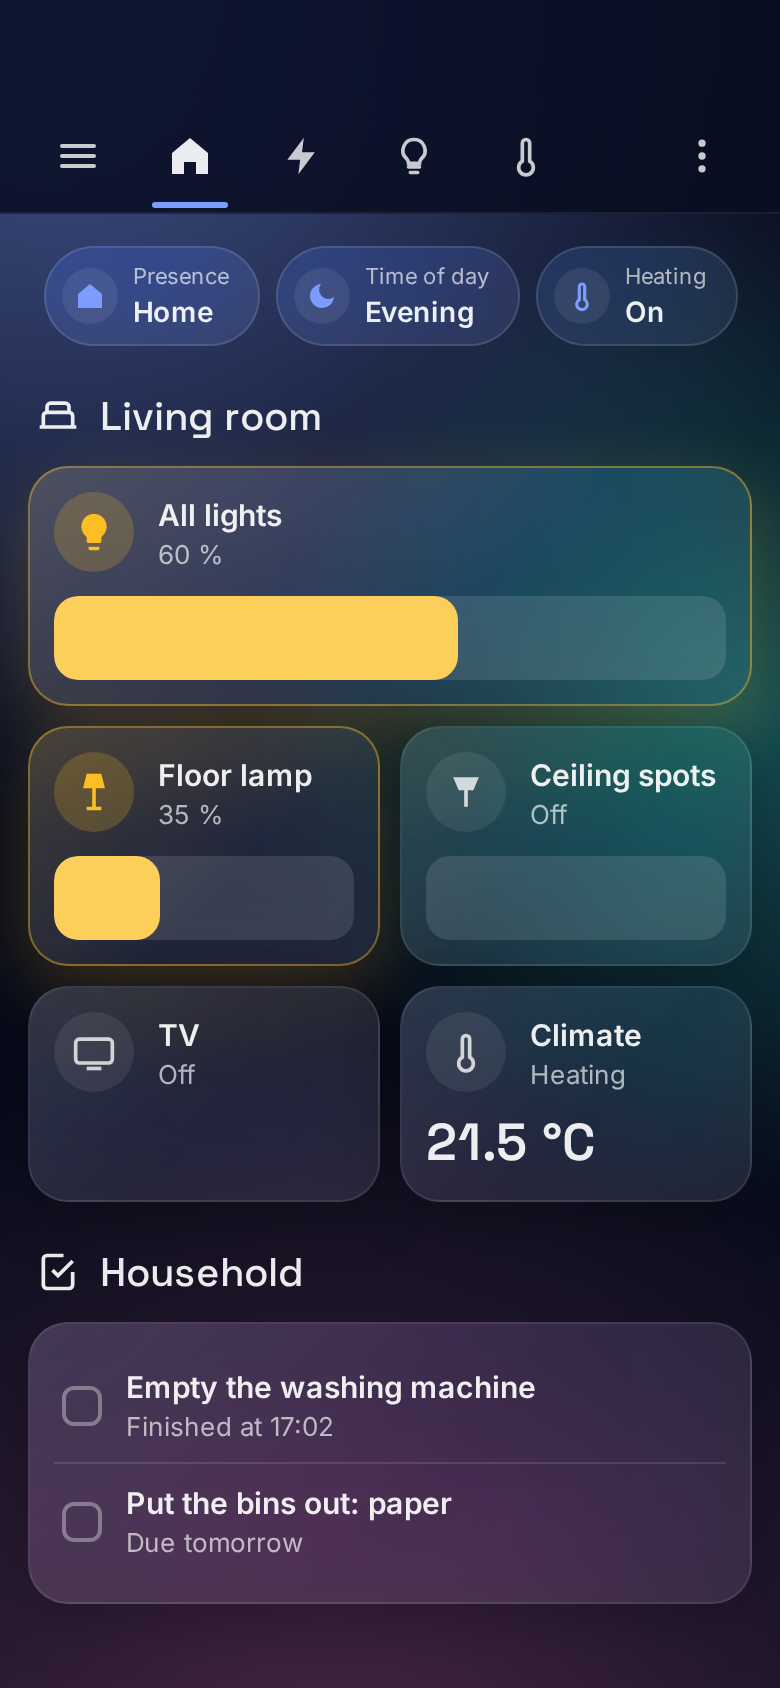 Presence
Home
Time of day
Evening
Heating
On
Living room
All lights
60 %
Floor lamp
35 %
Ceiling spots
Off
TV
Off
Climate
Heating
21.5 °C
Household
Empty the washing machine
Finished at 17:02
Put the bins out: paper
Due tomorrow